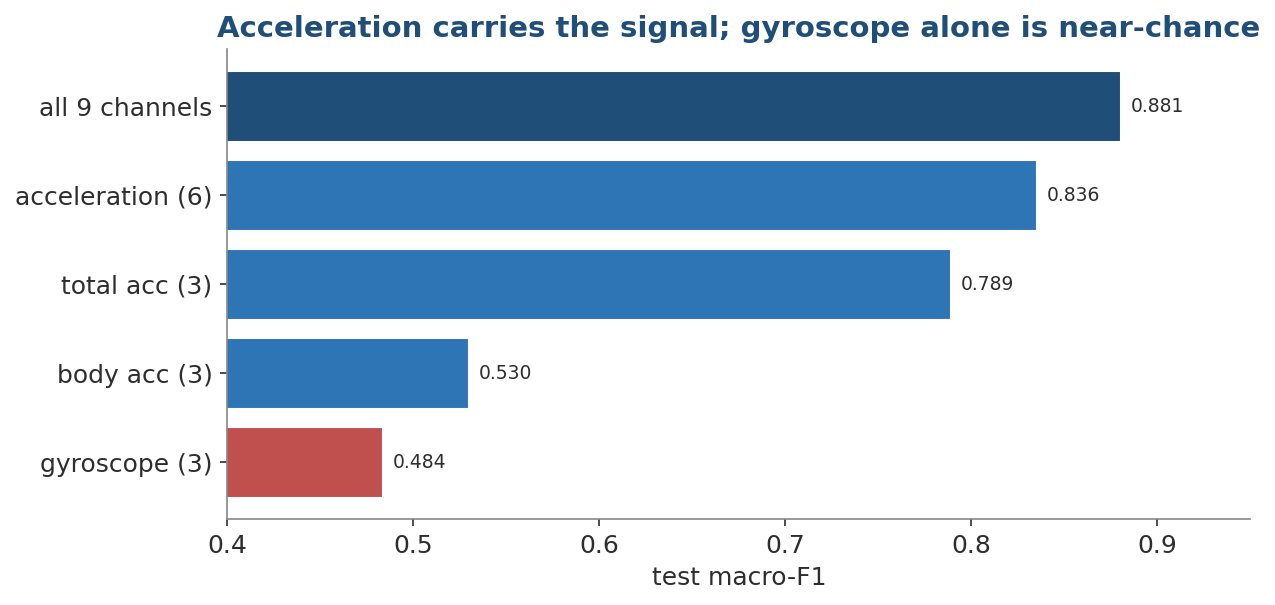 Acceleration carries the signal; gyroscope alone is near-chance
all 9 channels
0.881
acceleration (6)
0.836
total acc (3)
0.789
body acc (3)
0.530
gyroscope (3)
0.484
0.4 0.5 0.6 0.7 0.8 0.9
test macro-F1